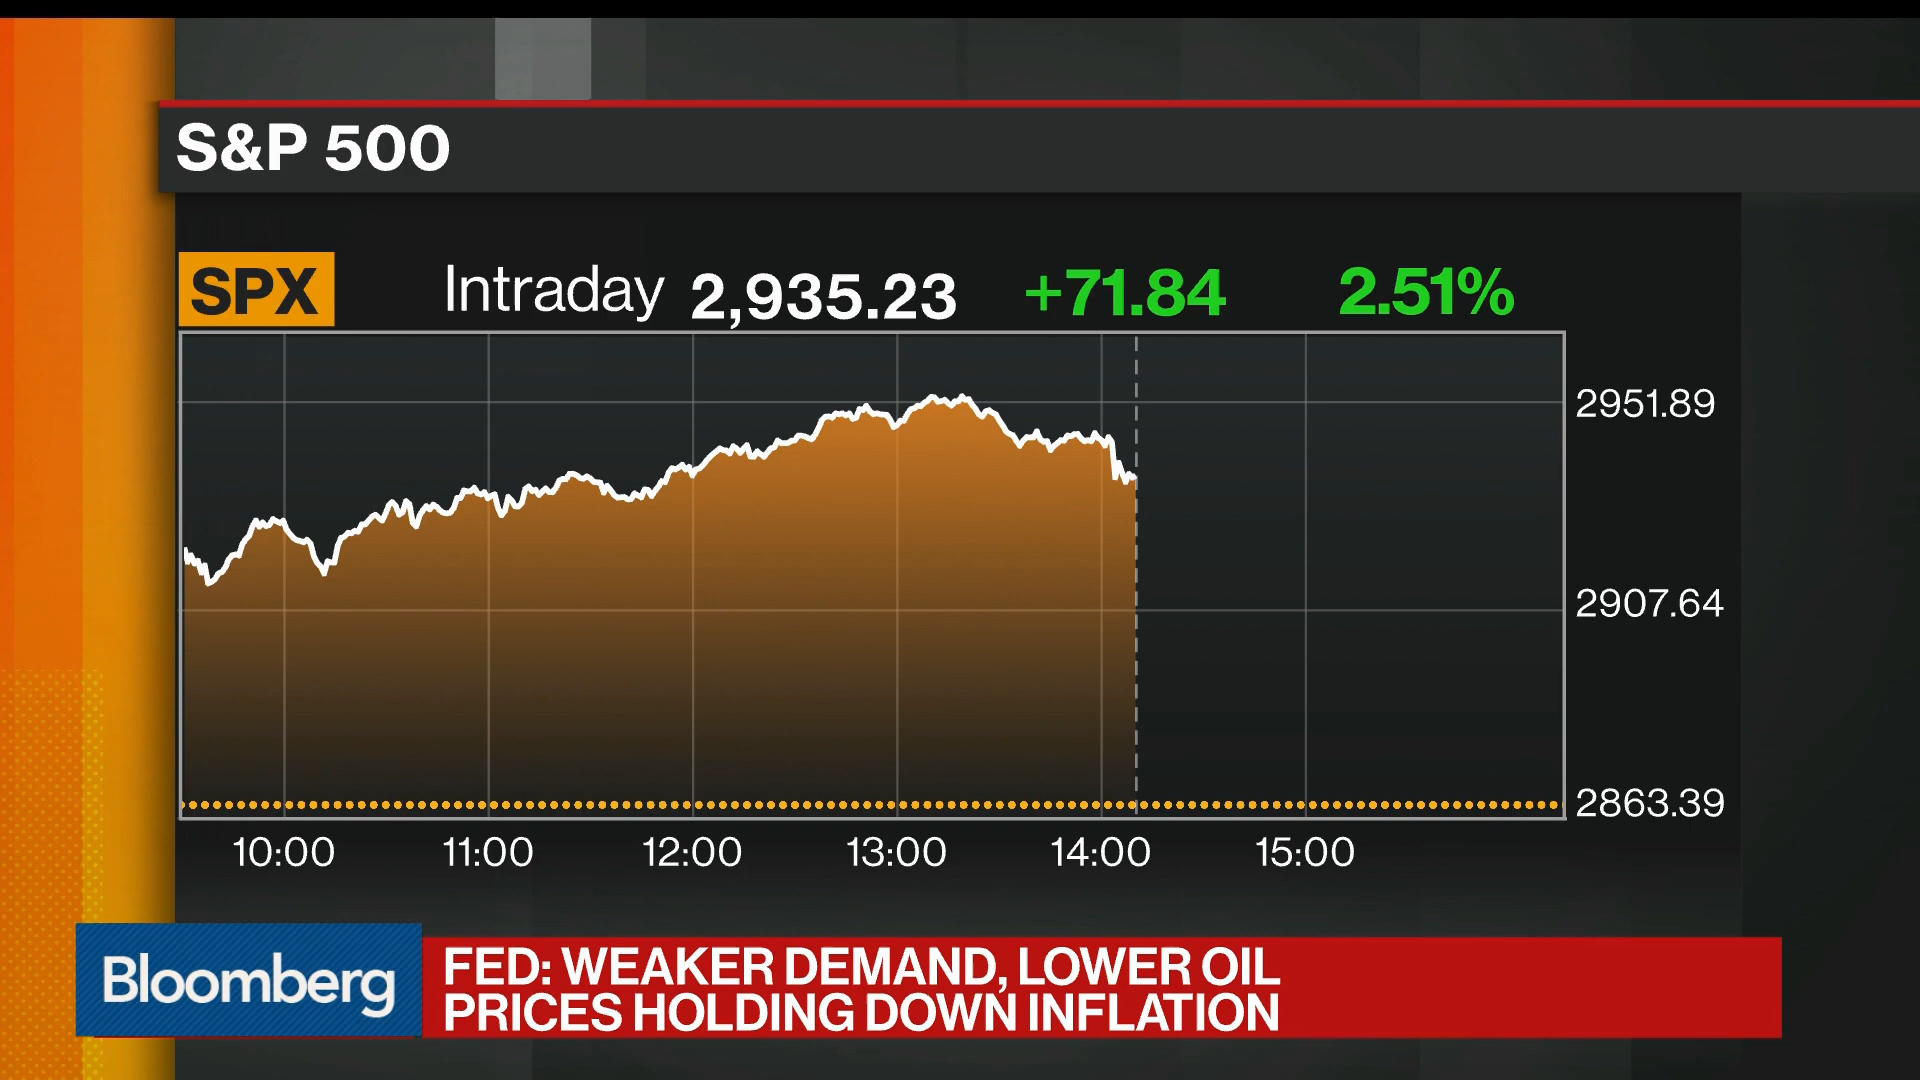 S&P 500
SPX Intraday 2,935.23 +71.84 2.51%
2951.89
2907.64
2863.39
10:00 11:00 12:00 13:00 14:00 15:00
Bloomberg
FED: WEAKER DEMAND, LOWER OIL
PRICES HOLDING DOWN INFLATION